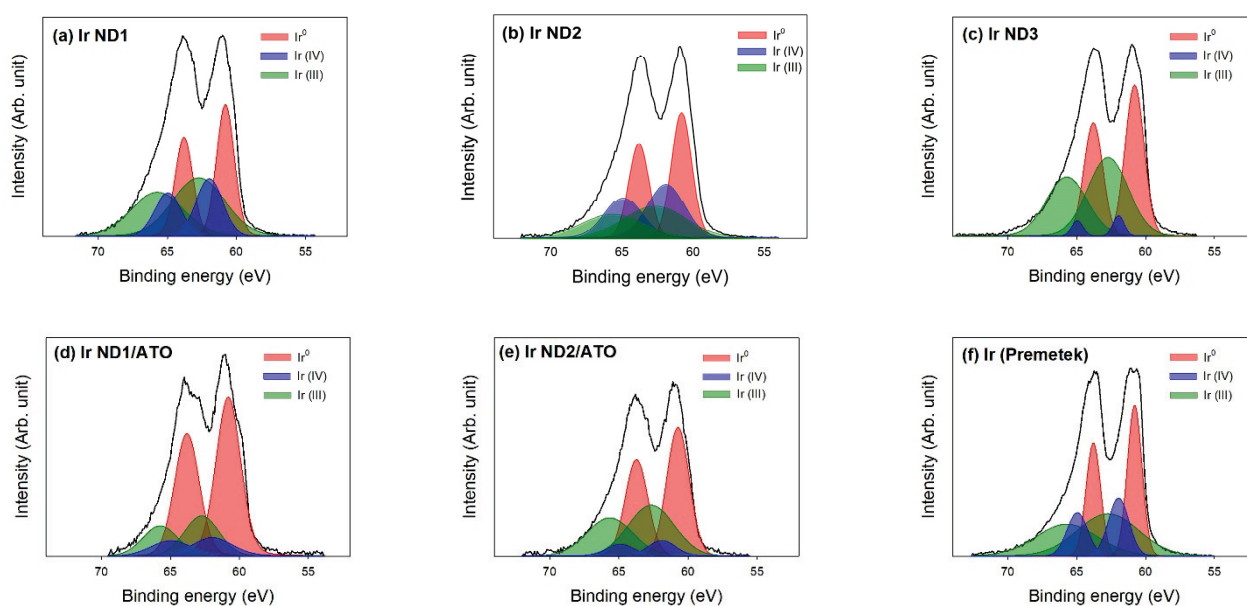 (a) Ir ND1
Ir⁰
Ir (IV)
Ir (III)
Intensity (Arb. unit)
70 65 60 55
Binding energy (eV)
(b) Ir ND2
Ir⁰
Ir (IV)
Ir (III)
Intensity (Arb. unit)
70 65 60 55
Binding energy (eV)
(c) Ir ND3
Ir⁰
Ir (IV)
Ir (III)
Intensity (Arb. unit)
70 65 60 55
Binding energy (eV)
(d) Ir ND1/ATO
Ir⁰
Ir (IV)
Ir (III)
Intensity (Arb. unit)
70 65 60 55
Binding energy (eV)
(e) Ir ND2/ATO
Ir⁰
Ir (IV)
Ir (III)
Intensity (Arb. unit)
70 65 60 55
Binding energy (eV)
(f) Ir (Premetek)
Ir⁰
Ir (IV)
Ir (III)
Intensity (Arb. unit)
70 65 60 55
Binding energy (eV)